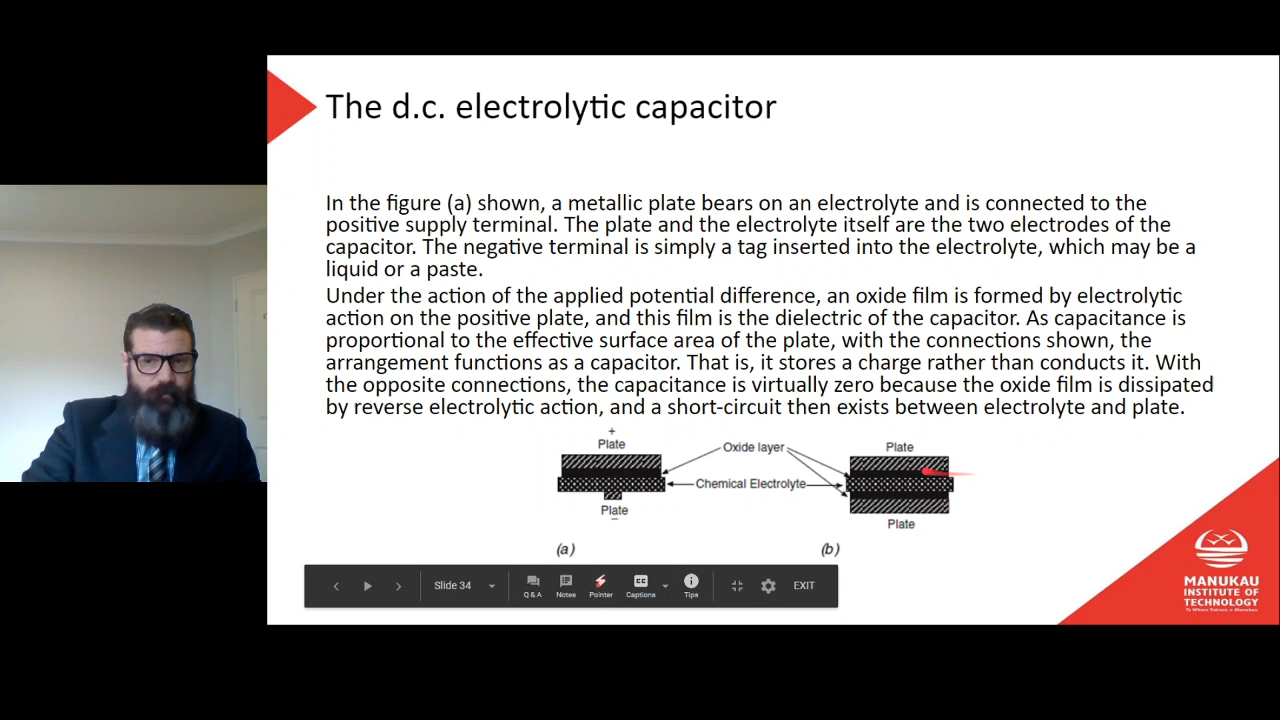 The d.c. electrolytic capacitor
In the figure (a) shown, a metallic plate bears on an electrolyte and is connected to the
positive supply terminal. The plate and the electrolyte itself are the two electrodes of the
capacitor. The negative terminal is simply a tag inserted into the electrolyte, which may be a
liquid or a paste.
Under the action of the applied potential difference, an oxide film is formed by electrolytic
action on the positive plate, and this film is the dielectric of the capacitor. As capacitance is
proportional to the effective surface area of the plate, with the connections shown, the
arrangement functions as a capacitor. That is, it stores a charge rather than conducts it. With
the opposite connections, the capacitance is virtually zero because the oxide film is dissipated
by reverse electrolytic action, and a short-circuit then exists between electrolyte and plate.
+
Plate
Oxide layer
Plate
Chemical Electrolyte
Plate
−
Plate
(a)
(b)
Slide 34
Q & A
Notes
Pointer
CC
Captions
Tips
EXIT
MANUKAU
INSTITUTE OF
TECHNOLOGY